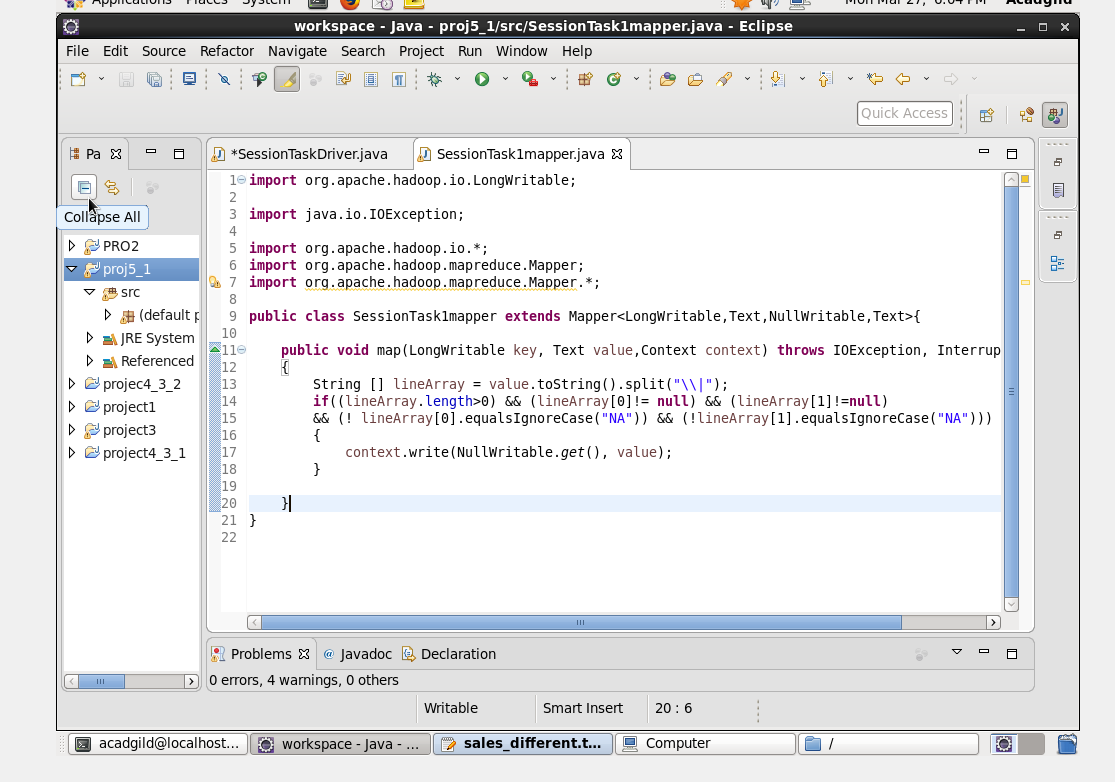 Applications Places System Mon Mar 27, 6:04 PM Acadgild
workspace - Java - proj5_1/src/SessionTask1mapper.java - Eclipse
File Edit Source Refactor Navigate Search Project Run Window Help
Quick Access
Pa
*SessionTaskDriver.java
SessionTask1mapper.java
Collapse All
PRO2
proj5_1
src
(default p
JRE System
Referenced
projec4_3_2
project1
project3
project4_3_1
1 import org.apache.hadoop.io.LongWritable;
2
3 import java.io.IOException;
4
5 import org.apache.hadoop.io.*;
6 import org.apache.hadoop.mapreduce.Mapper;
7 import org.apache.hadoop.mapreduce.Mapper.*;
8
9 public class SessionTask1mapper extends Mapper<LongWritable,Text,NullWritable,Text>{
10
11 public void map(LongWritable key, Text value,Context context) throws IOException, Interrup
12 {
13 String [] lineArray = value.toString().split("\\|");
14 if((lineArray.length>0) && (lineArray[0]!= null) && (lineArray[1]!=null)
15 && (! lineArray[0].equalsIgnoreCase("NA")) && (!lineArray[1].equalsIgnoreCase("NA")))
16 {
17 context.write(NullWritable.get(), value);
18 }
19
20 }
21 }
22
Problems @ Javadoc Declaration
0 errors, 4 warnings, 0 others
Writable Smart Insert 20 : 6
acadgild@localhost... workspace - Java - ... sales_different.t... Computer /